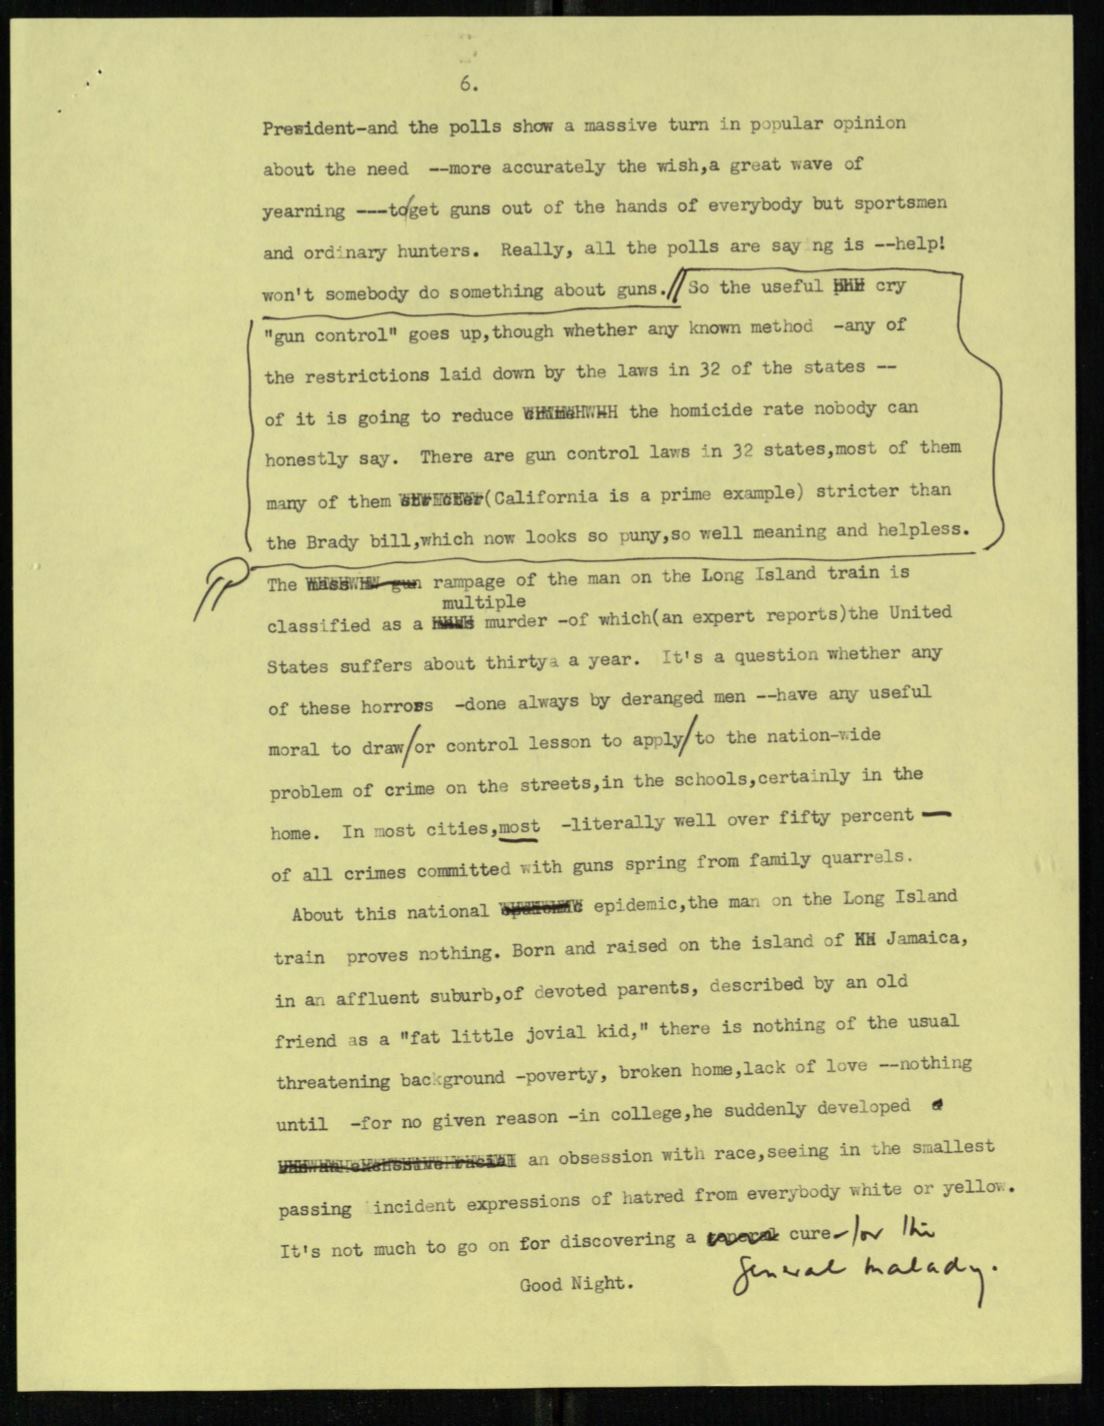 6.
President-and the polls show a massive turn in popular opinion
about the need --more accurately the wish,a great wave of
yearning ---to/get guns out of the hands of everybody but sportsmen
and ordinary hunters. Really, all the polls are say ng is --help!
won't somebody do something about guns.// So the useful cry
"gun control" goes up,though whether any known method -any of
the restrictions laid down by the laws in 32 of the states --
of it is going to reduce the homicide rate nobody can
honestly say. There are gun control laws in 32 states,most of them
many of them stricter(California is a prime example) stricter than
the Brady bill,which now looks so puny,so well meaning and helpless.
The mass gun rampage of the man on the Long Island train is
multiple
classified as a murder -of which(an expert reports)the United
States suffers about thirtya a year. It's a question whether any
of these horrors -done always by deranged men --have any useful
moral to draw/or control lesson to apply/to the nation-wide
problem of crime on the streets,in the schools,certainly in the
home. In most cities,most -literally well over fifty percent —
of all crimes committed with guns spring from family quarrels.
About this national epidemic,the man on the Long Island
train proves nothing. Born and raised on the island of HH Jamaica,
in an affluent suburb,of devoted parents, described by an old
friend as a "fat little jovial kid," there is nothing of the usual
threatening background -poverty, broken home,lack of love --nothing
until -for no given reason -in college,he suddenly developed a
an obsession with race,seeing in the smallest
passing incident expressions of hatred from everybody white or yellow.
It's not much to go on for discovering a general cure - for this
general malady.
Good Night.